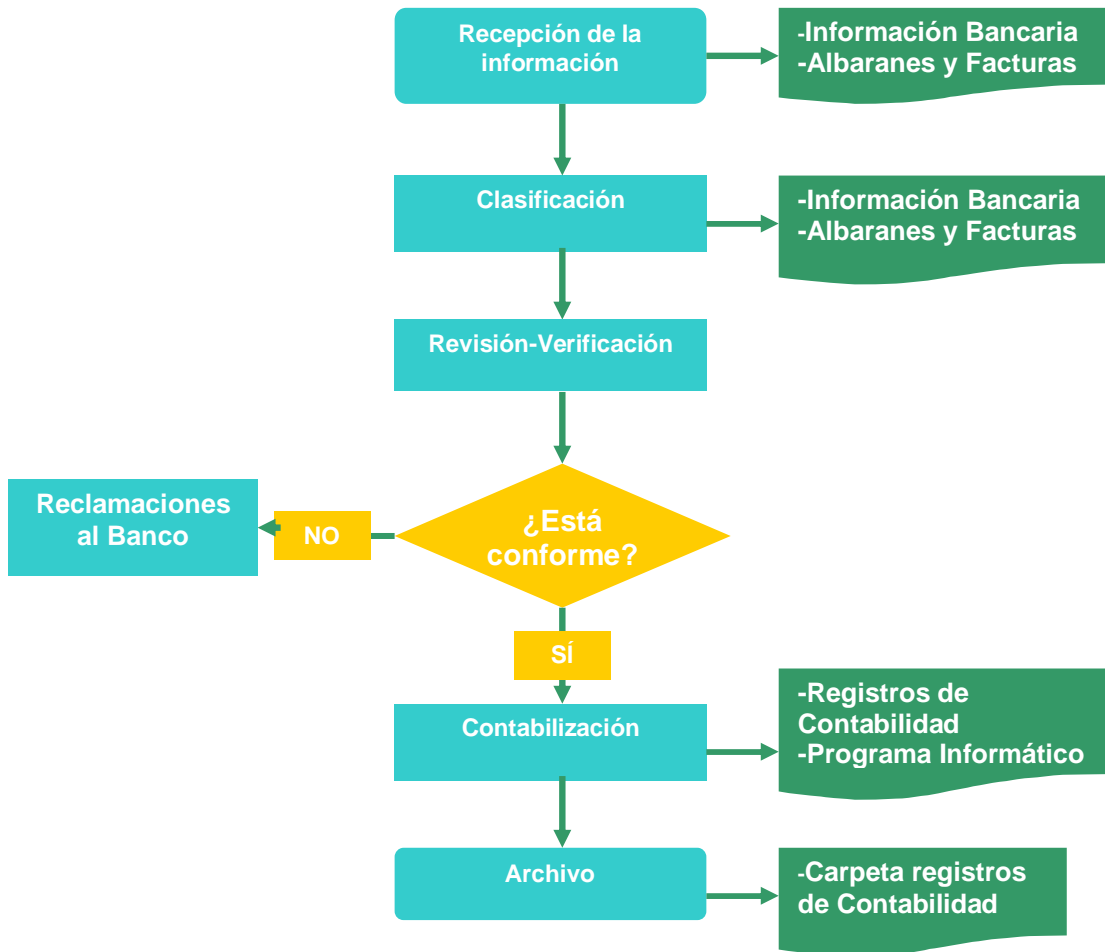 Recepción de la
información
-Información Bancaria
-Albaranes y Facturas
Clasificación
-Información Bancaria
-Albaranes y Facturas
Revisión-Verificación
¿Está
conforme?
NO
Reclamaciones
al Banco
SÍ
Contabilización
-Registros de
Contabilidad
-Programa Informático
Archivo
-Carpeta registros
de Contabilidad